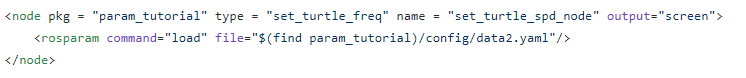 <node pkg = "param_tutorial" type = "set_turtle_freq" name = "set_turtle_spd_node" output="screen">
    <rosparam command="load" file="$(find param_tutorial)/config/data2.yaml"/>
</node>